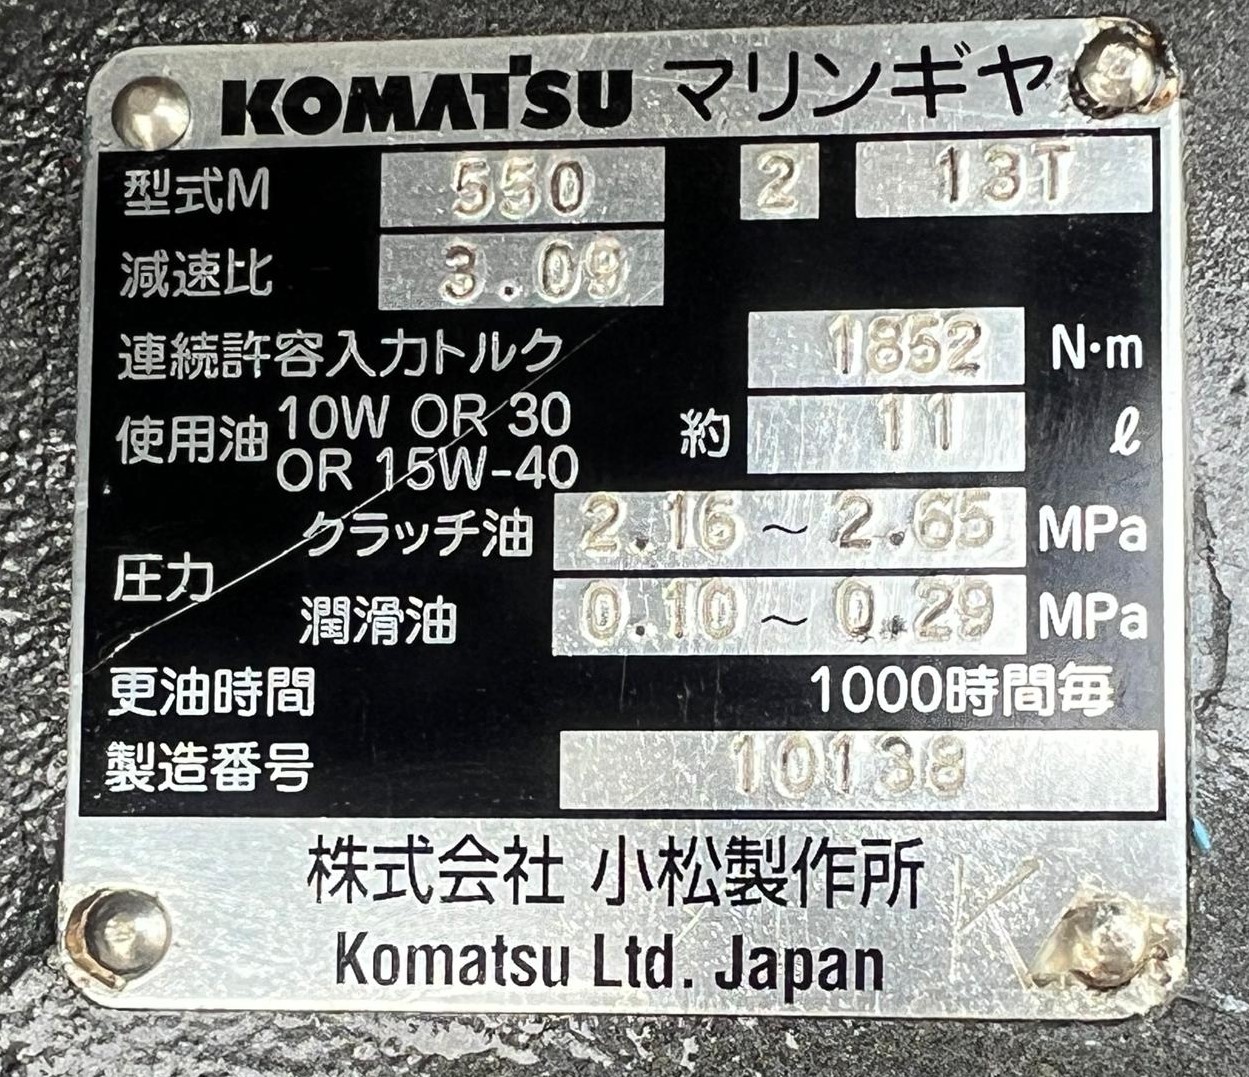 KOMATSU マリンギヤ
型式M 550 2 13T
減速比 3.09
連続許容入力トルク 1852 N·m
使用油 10W OR 30 OR 15W-40 約 11 ℓ
圧力 クラッチ油 2.16 ~ 2.65 MPa
潤滑油 0.10 ~ 0.29 MPa
更油時間 1000時間毎
製造番号 10138
株式会社 小松製作所
Komatsu Ltd. Japan